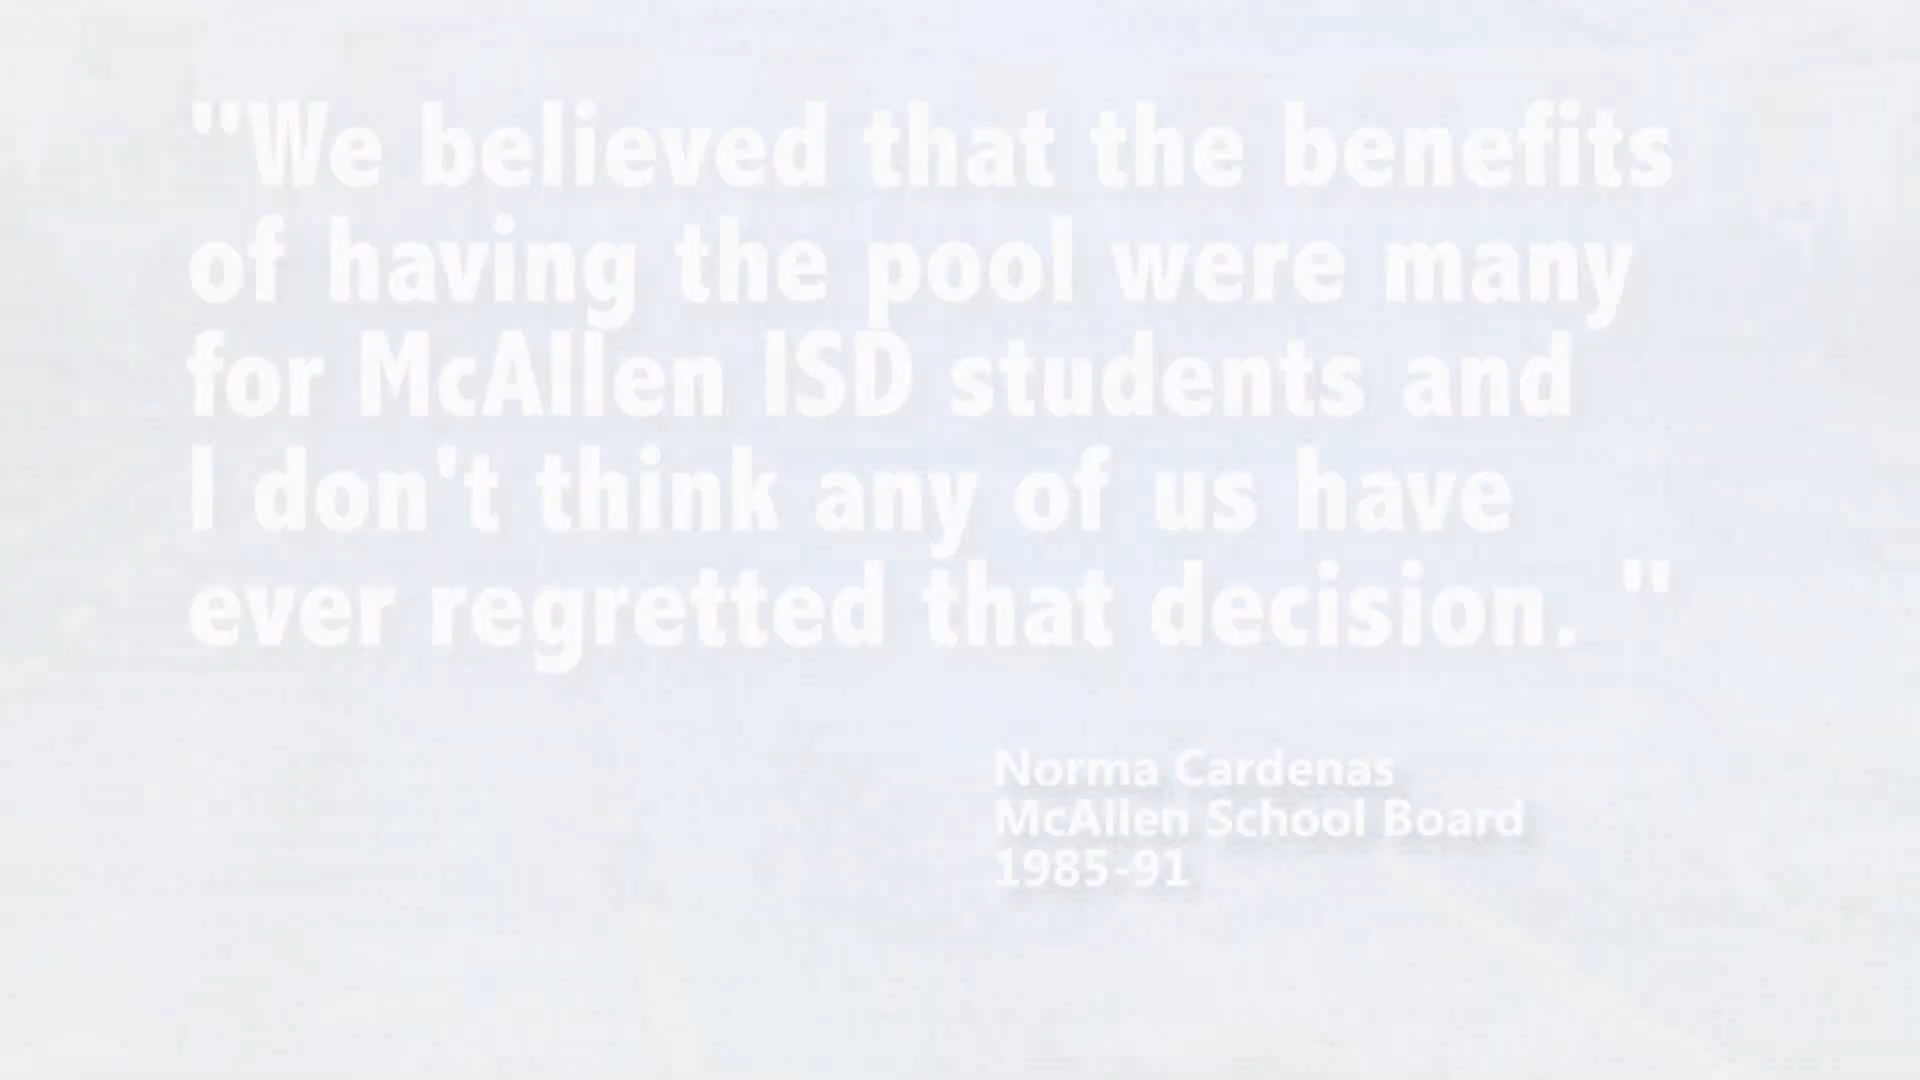 "We believed that the benefits
of having the pool were many
for McAllen ISD students and
I don't think any of us have
ever regretted that decision. "
Norma Cardenas
McAllen School Board
1985-91